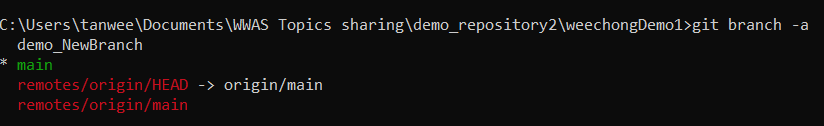 C:\Users\tanwee\Documents\WWAS Topics sharing\demo_repository2\weechongDemo1>git branch -a
  demo_NewBranch
* main
  remotes/origin/HEAD -> origin/main
  remotes/origin/main